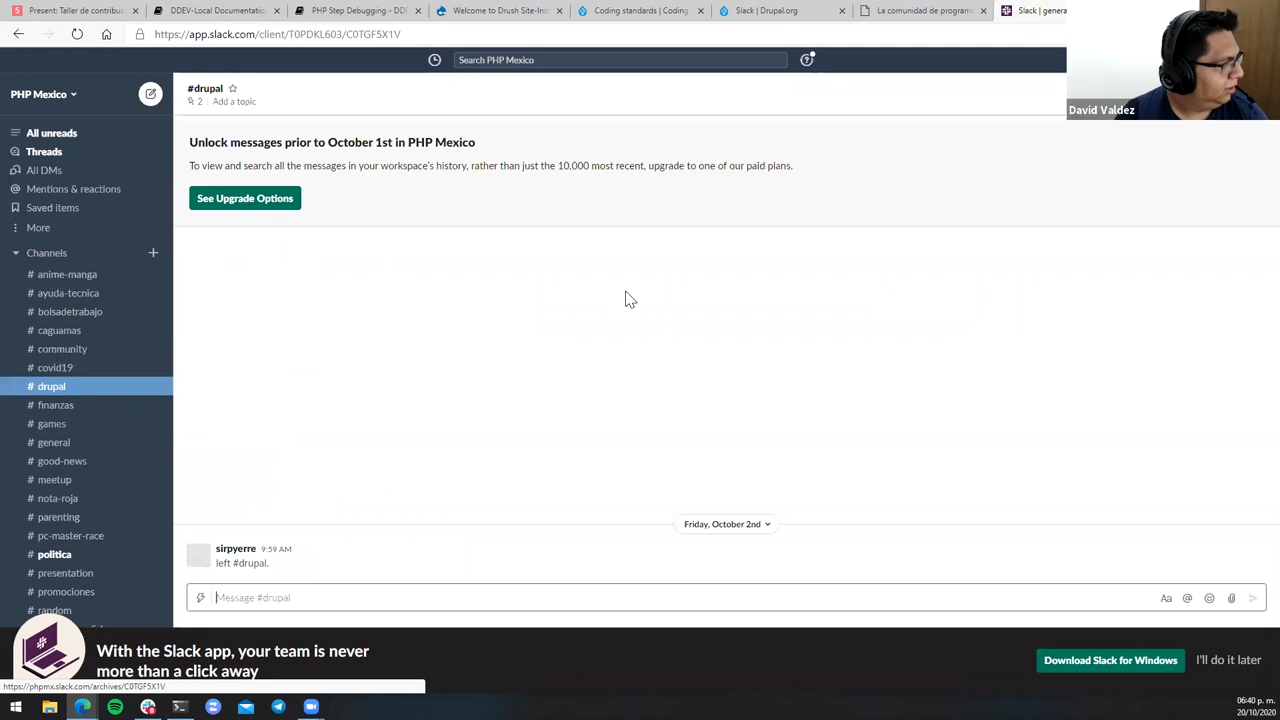 Present: Taller de contribuc
DDEV-Local Documentatio
PHP Step Debugging - DDE
Welcome to Drush Site-Inst
Coding standards | Coding
Slack | Drupal.org
La comunidad de programa
Slack | genera
https://app.slack.com/client/T0PDKL603/C0TGF5X1V
Search PHP Mexico
David Valdez
PHP Mexico
#drupal
2 Add a topic
All unreads
Threads
All DMs
Mentions & reactions
Saved items
More
Channels
# anime-manga
# ayuda-tecnica
# bolsadetrabajo
# caguamas
# community
# covid19
# drupal
# finanzas
# games
# general
# good-news
# meetup
# nota-roja
# parenting
# pc-master-race
# politica
# presentation
# promociones
# random
Unlock messages prior to October 1st in PHP Mexico
To view and search all the messages in your workspace's history, rather than just the 10,000 most recent, upgrade to one of our paid plans.
See Upgrade Options
Friday, October 2nd
sirpyerre 9:59 AM
left #drupal.
Message #drupal
Aa
With the Slack app, your team is never
more than a click away
Download Slack for Windows
I'll do it later
https://phpmx.slack.com/archives/C0TGF5X1V
06:40 p. m.
20/10/2020